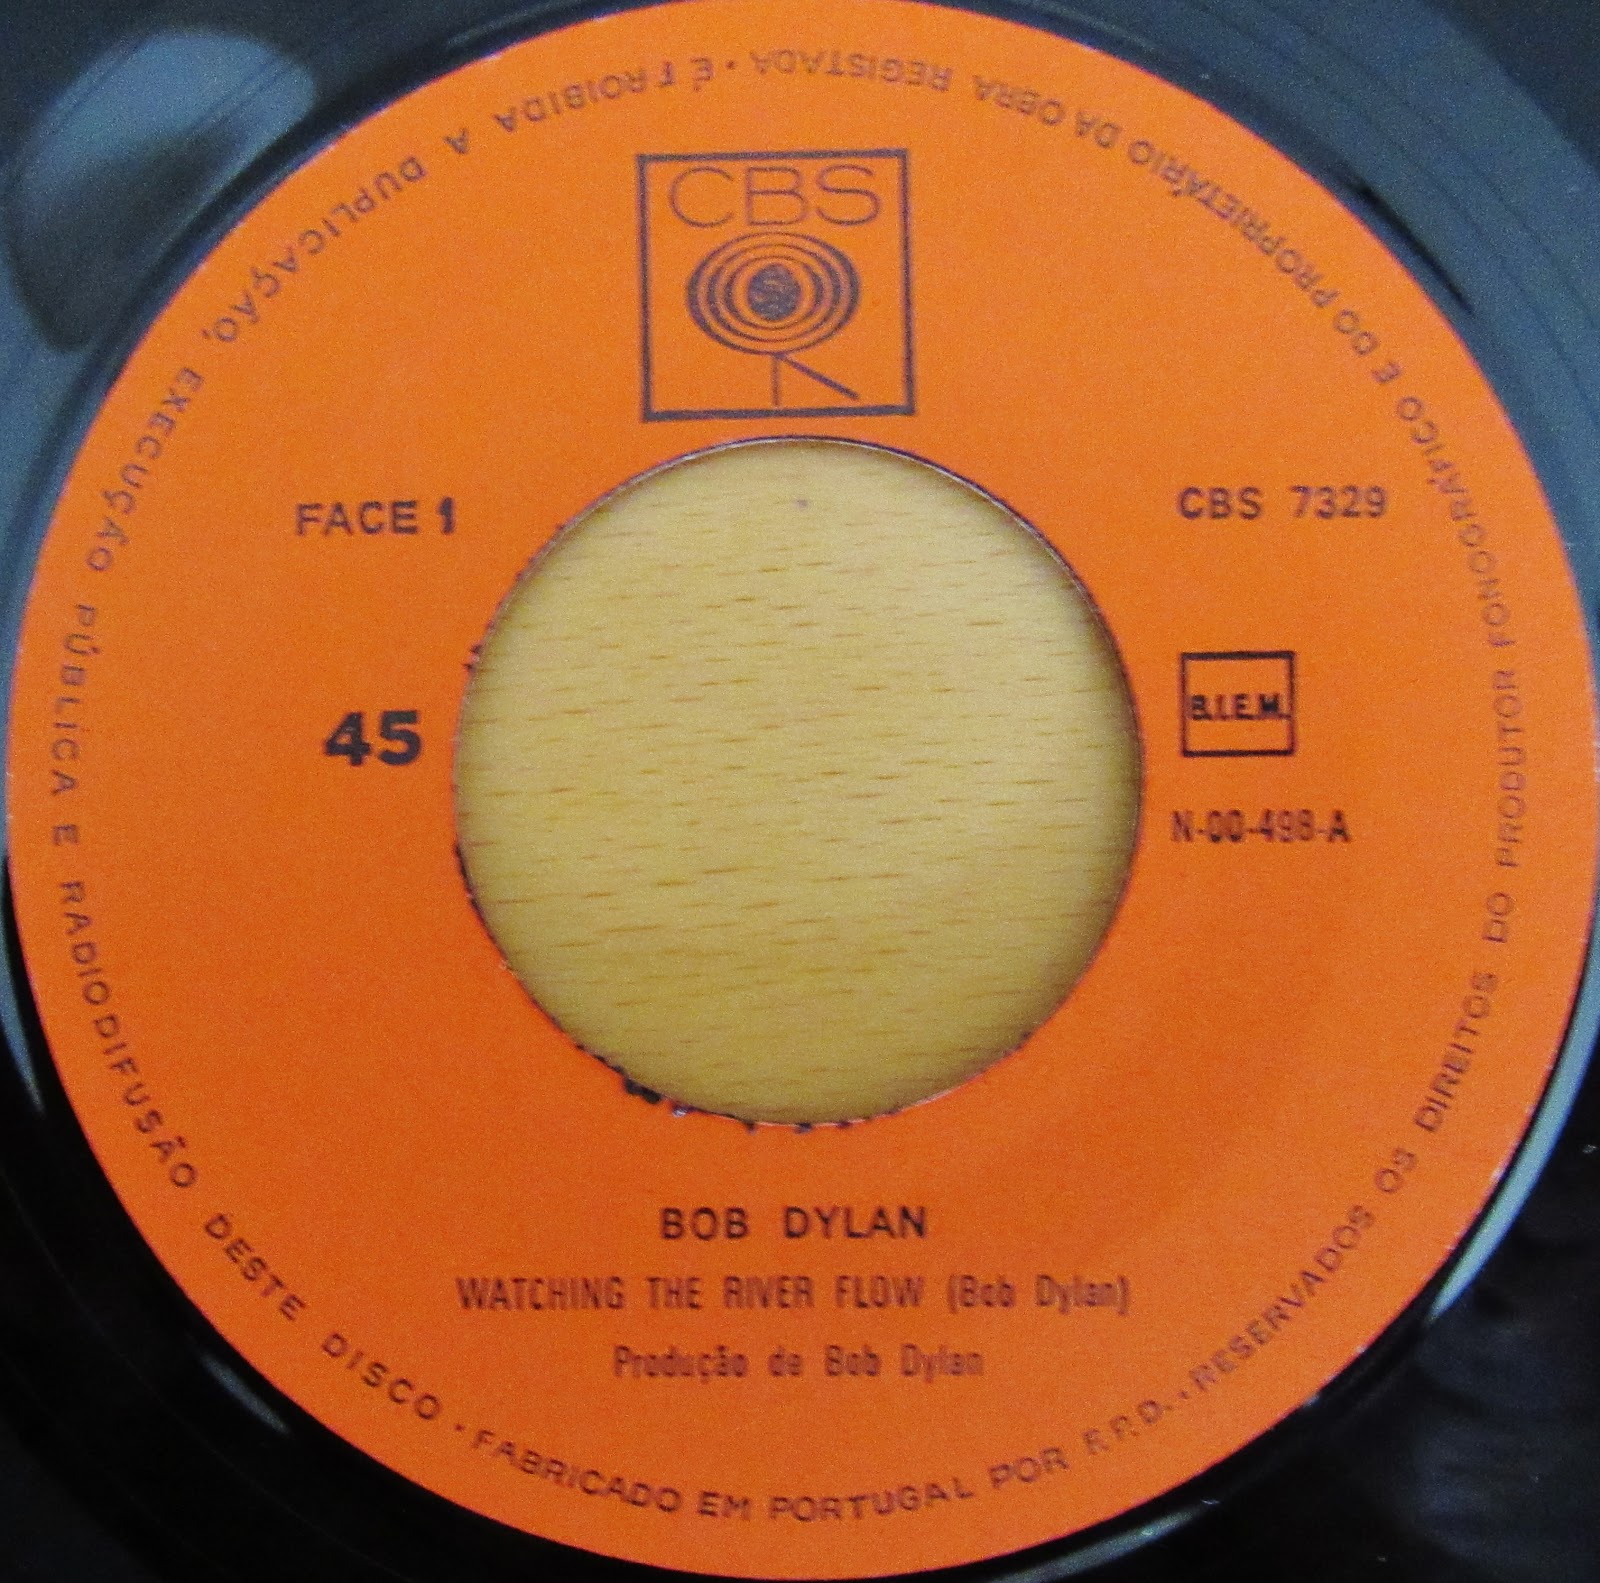 CBS
FACE 1
CBS 7329
45
B.I.E.M.
N-00-498-A
BOB DYLAN
WATCHING THE RIVER FLOW (Bob Dylan)
Produção de Bob Dylan
FABRICADO EM PORTUGAL POR R.P.D. • RESERVADOS OS DIREITOS DO PRODUTOR FONOGRÁFICO E DO PROPRIETÁRIO DA OBRA REGISTADA • É PROIBIDA A DUPLICAÇÃO, EXECUÇÃO PÚBLICA E RADIODIFUSÃO DESTE DISCO •